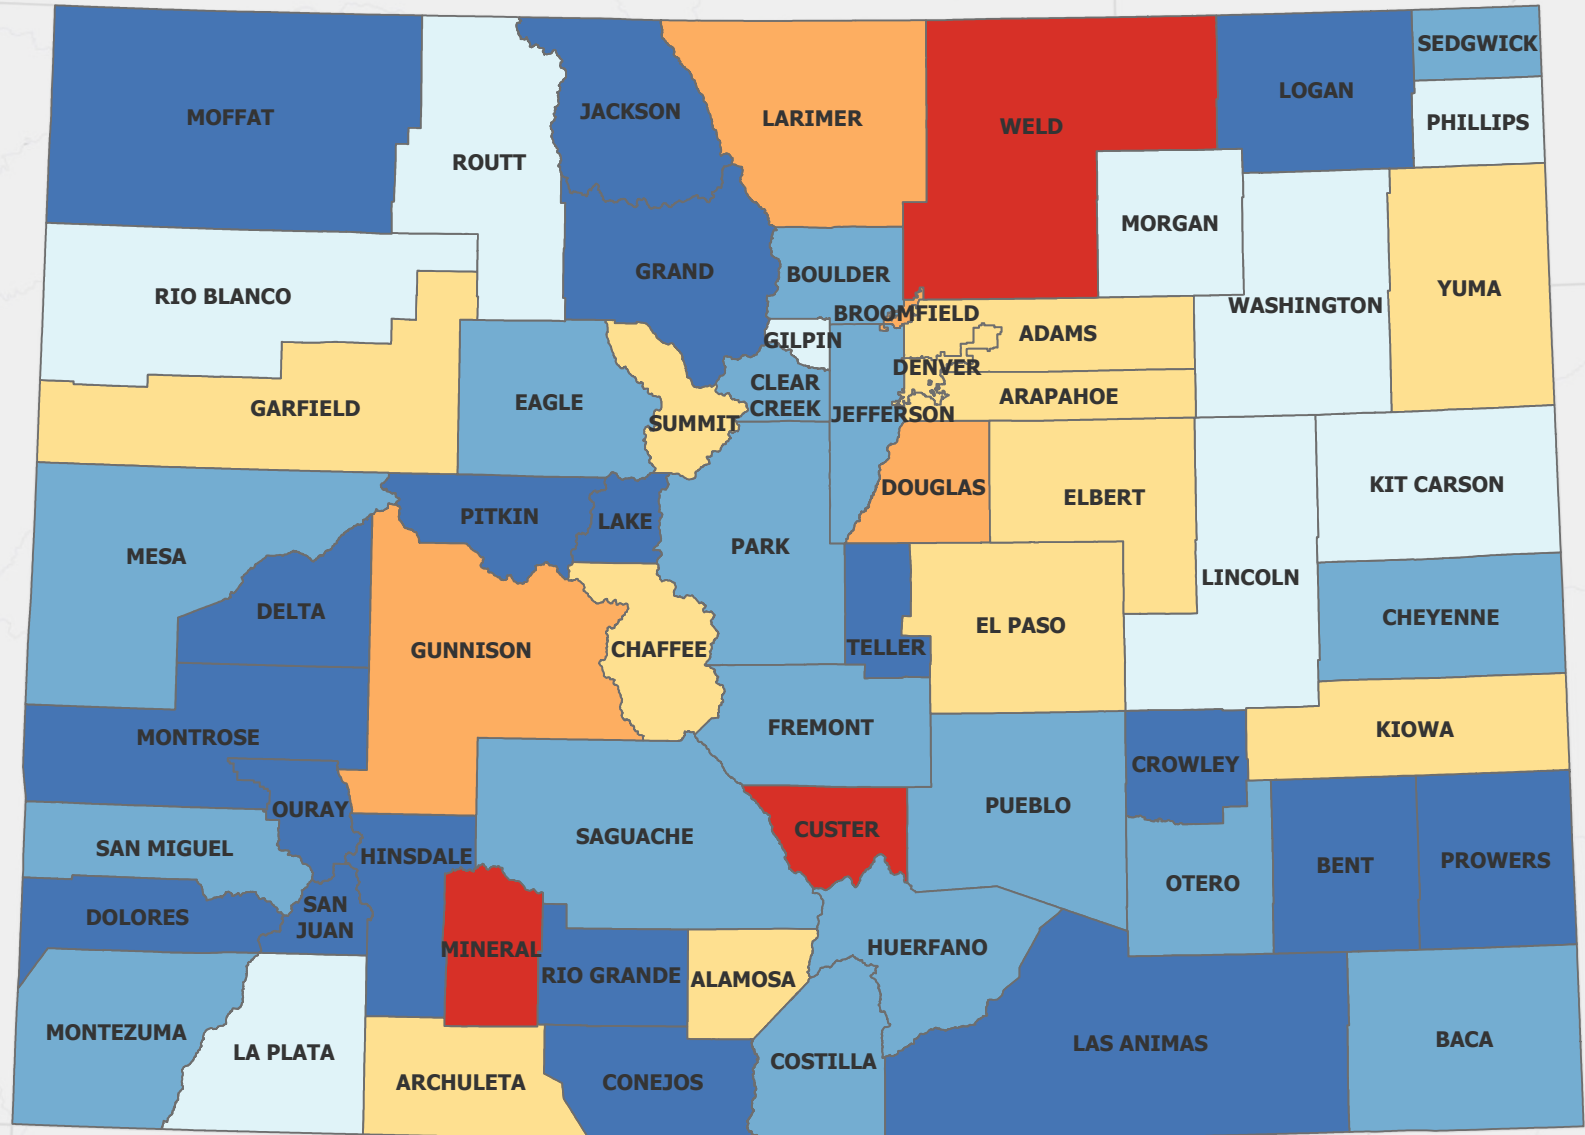 SEDGWICK
LOGAN
MOFFAT
JACKSON
LARIMER
WELD
PHILLIPS
ROUTT
MORGAN
GRAND
BOULDER
YUMA
RIO BLANCO
WASHINGTON
BROOMFIELD
ADAMS
GILPIN
DENVER
CLEAR
CREEK
ARAPAHOE
EAGLE
GARFIELD
SUMMIT
JEFFERSON
KIT CARSON
DOUGLAS
ELBERT
PITKIN
LAKE
PARK
MESA
LINCOLN
DELTA
CHEYENNE
EL PASO
TELLER
GUNNISON
CHAFFEE
FREMONT
KIOWA
MONTROSE
CROWLEY
OURAY
PUEBLO
CUSTER
SAGUACHE
SAN MIGUEL
HINSDALE
PROWERS
BENT
OTERO
DOLORES
SAN
JUAN
MINERAL
HUERFANO
RIO GRANDE
ALAMOSA
MONTEZUMA
LA PLATA
LAS ANIMAS
BACA
COSTILLA
ARCHULETA
CONEJOS